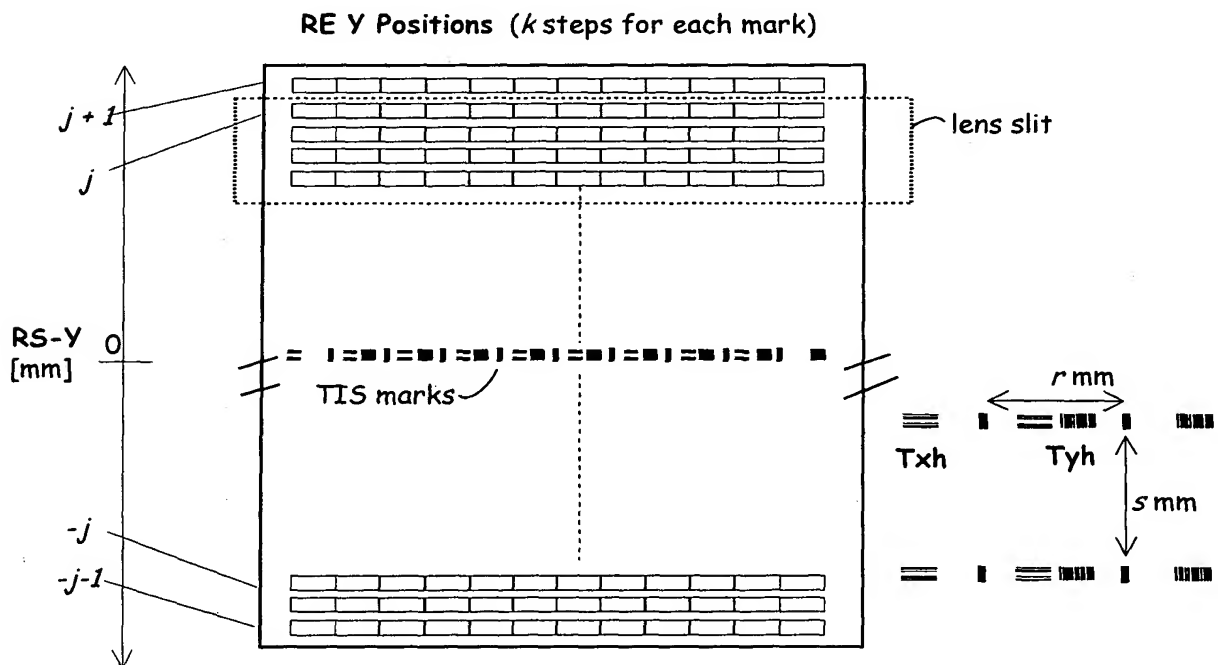 RE Y Positions (k steps for each mark)
j + 1
j
lens slit
RS-Y 0
[mm]
TIS marks
r mm
Txh Tyh
s mm
-j
-j-1